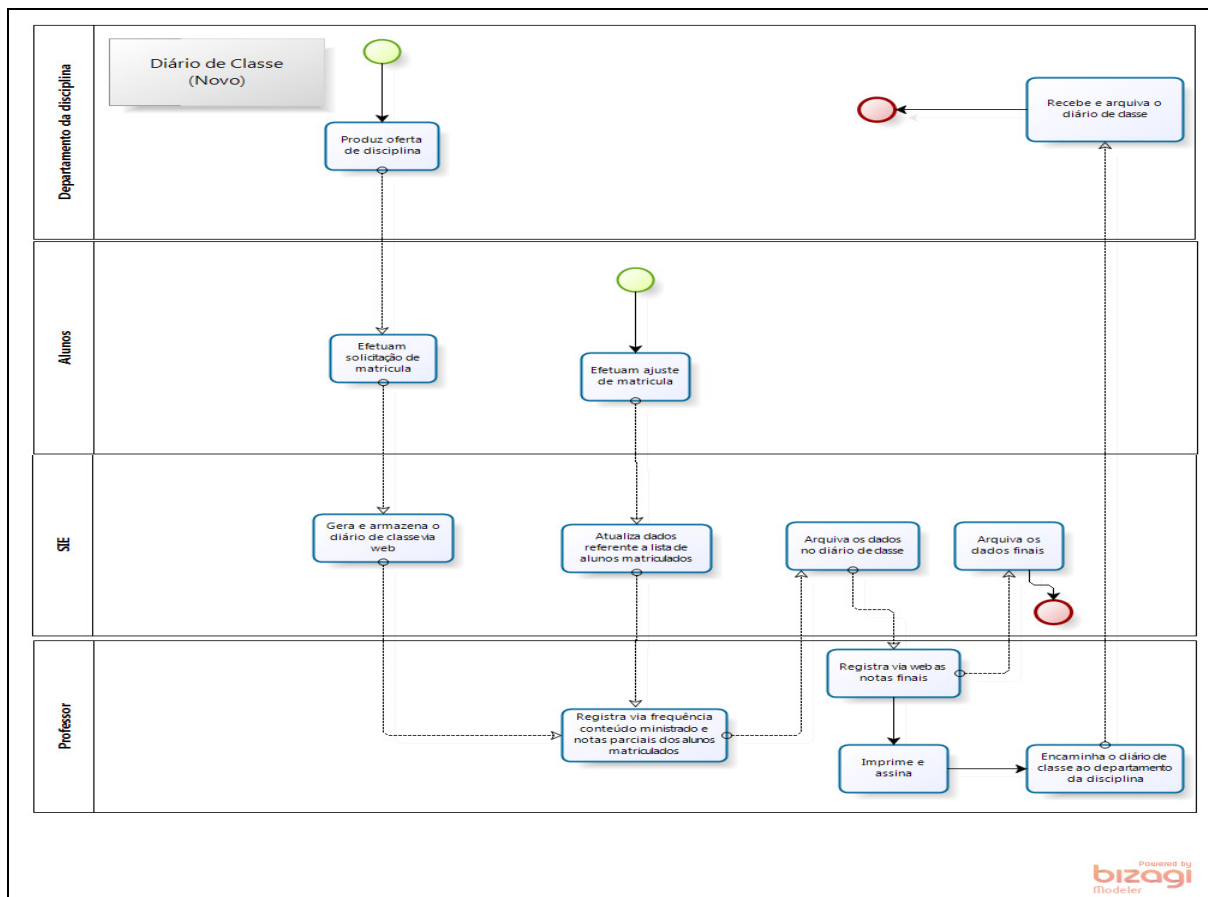 Departamento da disciplina
Diário de Classe
(Novo)
Produz oferta
de disciplina
Recebe e arquiva o
diário de classe
Alunos
Efetuam
solicitação de
matricula
Efetuam ajuste
de matricula
SIE
Gera e armazena o
diário de classe via
web
Atualiza dados
referente a lista de
alunos matriculados
Arquiva os dados
no diário de classe
Arquiva os
dados finais
Professor
Registra via web as
notas finais
Registra via frequência
conteúdo ministrado e
notas parciais dos alunos
matriculados
Imprime e
assina
Encaminha o diário de
classe ao departamento
da disciplina
Powered by
bizagi
Modeler